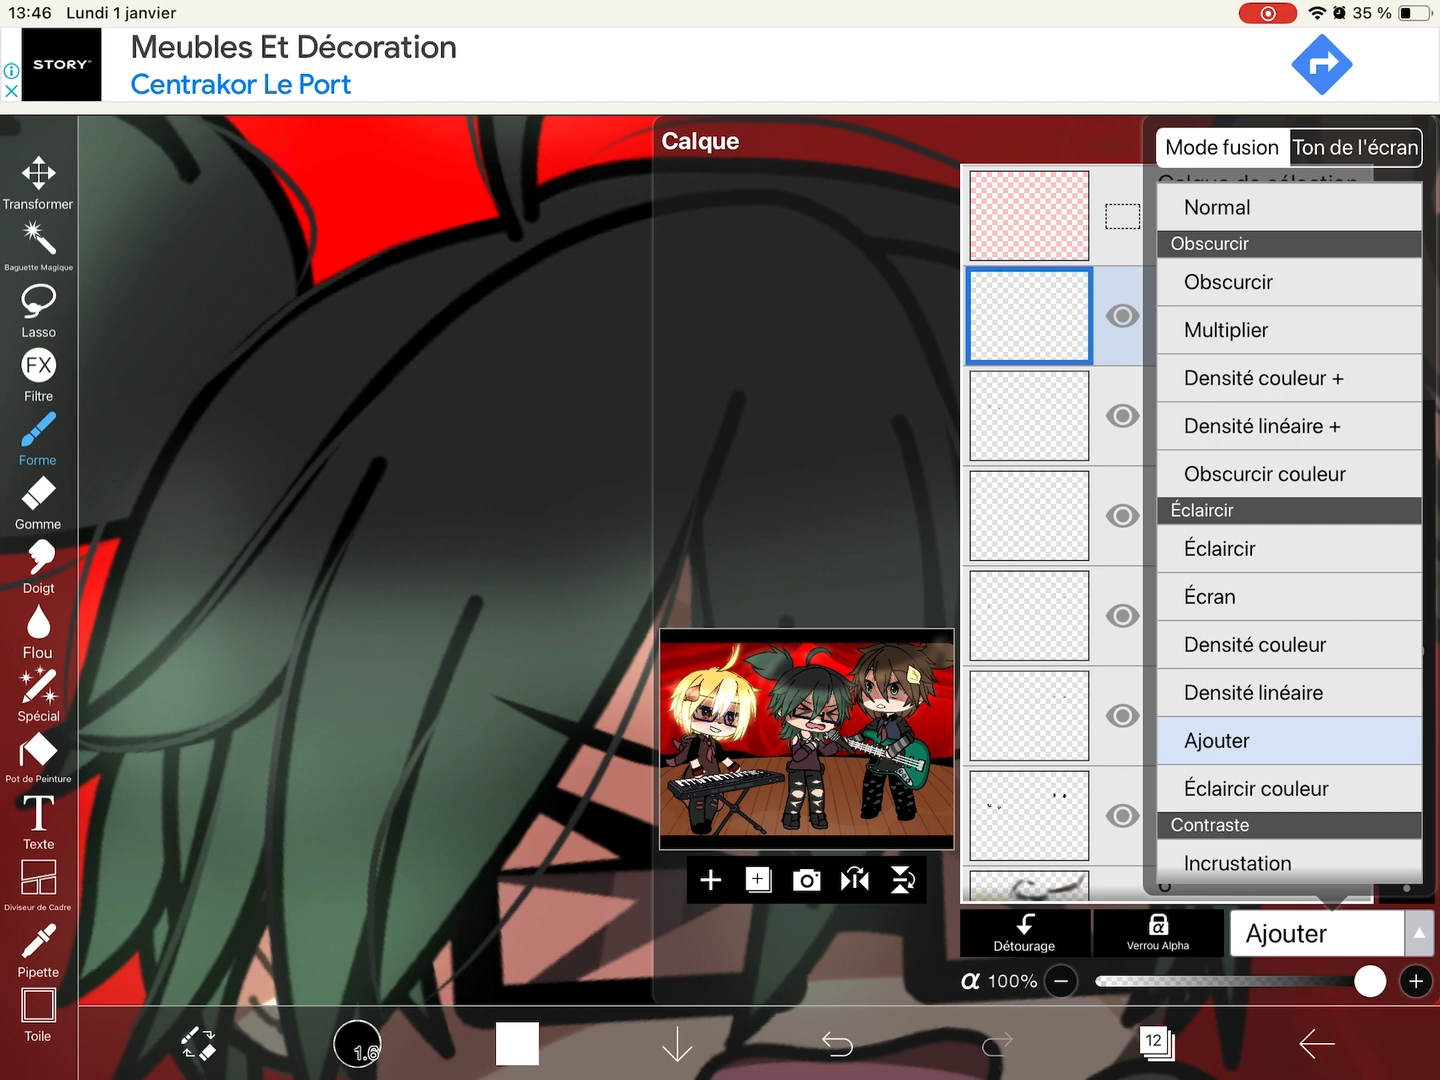 13:46 Lundi 1 janvier
35 %
STORY
Meubles Et Décoration
Centrakor Le Port
Calque
Mode fusion
Ton de l'écran
Calque de sélection
Transformer
Baguette Magique
Lasso
FX
Filtre
Forme
Gomme
Doigt
Flou
Spécial
Pot de Peinture
T
Texte
Diviseur de Cadre
Pipette
Toile
Normal
Obscurcir
Obscurcir
Multiplier
Densité couleur +
Densité linéaire +
Obscurcir couleur
Éclaircir
Éclaircir
Écran
Densité couleur
Densité linéaire
Ajouter
Éclaircir couleur
Contraste
Incrustation
Détourage
α
Verrou Alpha
Ajouter
α 100%
1.6
12